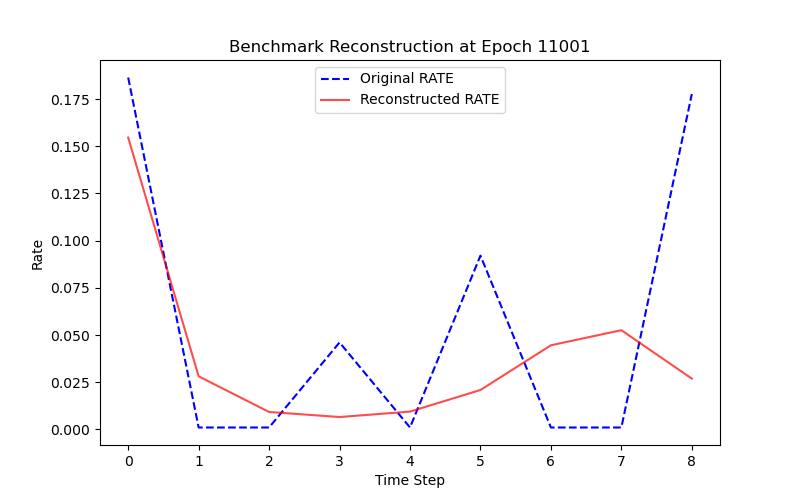 Benchmark Reconstruction at Epoch 11001
Original RATE
Reconstructed RATE
0.175
0.150
0.125
0.100
0.075
0.050
0.025
0.000
Rate
0 1 2 3 4 5 6 7 8
Time Step